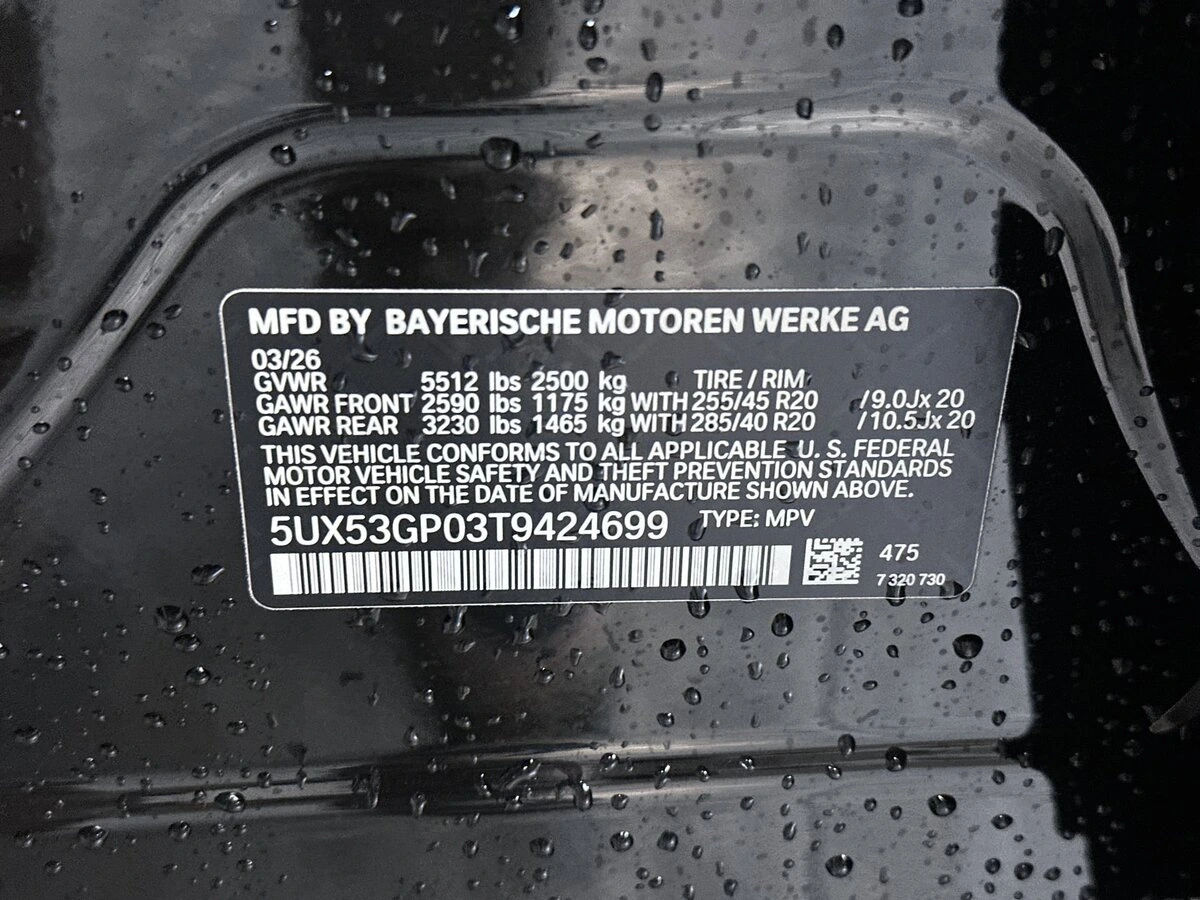 MFD BY BAYERISCHE MOTOREN WERKE AG
03/26
GVWR 5512 lbs 2500 kg TIRE / RIM
GAWR FRONT 2590 lbs 1175 kg WITH 255/45 R20 /9.0Jx 20
GAWR REAR 3230 lbs 1465 kg WITH 285/40 R20 /10.5Jx 20
THIS VEHICLE CONFORMS TO ALL APPLICABLE U. S. FEDERAL
MOTOR VEHICLE SAFETY AND THEFT PREVENTION STANDARDS
IN EFFECT ON THE DATE OF MANUFACTURE SHOWN ABOVE.
5UX53GP03T9424699 TYPE: MPV
475
7 320 730